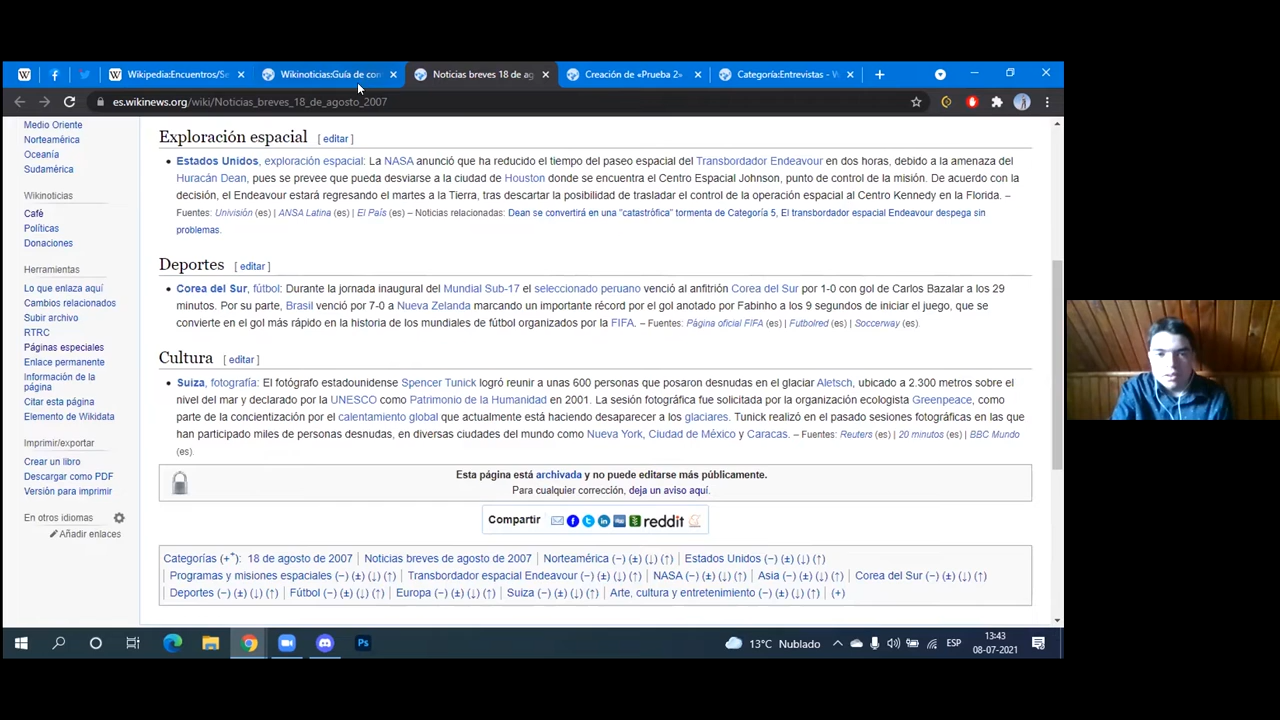 Wikipedia:Encuentros/Se
Wikinoticias:Guía de con
Noticias breves 18 de ag
Creación de «Prueba 2»
Categoría:Entrevistas - W
es.wikinews.org/wiki/Noticias_breves_18_de_agosto_2007
Medio Oriente
Norteamérica
Oceanía
Sudamérica
Wikinoticias
Café
Políticas
Donaciones
Herramientas
Lo que enlaza aquí
Cambios relacionados
Subir archivo
RTRC
Páginas especiales
Enlace permanente
Información de la
página
Citar esta página
Elemento de Wikidata
Imprimir/exportar
Crear un libro
Descargar como PDF
Versión para imprimir
En otros idiomas
Añadir enlaces
Exploración espacial [ editar ]
Estados Unidos, exploración espacial: La NASA anunció que ha reducido el tiempo del paseo espacial del Transbordador Endeavour en dos horas, debido a la amenaza del
Huracán Dean, pues se prevee que pueda desviarse a la ciudad de Houston donde se encuentra el Centro Espacial Johnson, punto de control de la misión. De acuerdo con la
decisión, el Endeavour estará regresando el martes a la Tierra, tras descartar la posibilidad de trasladar el control de la operación espacial al Centro Kennedy en la Florida. –
Fuentes: Univisión (es) | ANSA Latina (es) | El País (es) – Noticias relacionadas: Dean se convertirá en una "catastròfica" tormenta de Categoría 5, El transbordador espacial Endeavour despega sin
problemas.
Deportes [ editar ]
Corea del Sur, fútbol: Durante la jornada inaugural del Mundial Sub-17 el seleccionado peruano venció al anfitrión Corea del Sur por 1-0 con gol de Carlos Bazalar a los 29
minutos. Por su parte, Brasil venció por 7-0 a Nueva Zelanda marcando un importante récord por el gol anotado por Fabinho a los 9 segundos de iniciar el juego, que se
convierte en el gol más rápido en la historia de los mundiales de fútbol organizados por la FIFA. – Fuentes: Página oficial FIFA (es) | Futbolred (es) | Soccerway (es).
Cultura [ editar ]
Suiza, fotografía: El fotógrafo estadounidense Spencer Tunick logró reunir a unas 600 personas que posaron desnudas en el glaciar Aletsch, ubicado a 2.300 metros sobre el
nivel del mar y declarado por la UNESCO como Patrimonio de la Humanidad en 2001. La sesión fotográfica fue solicitada por la organización ecologista Greenpeace, como
parte de la concientización por el calentamiento global que actualmente está haciendo desaparecer a los glaciares. Tunick realizó en el pasado sesiones fotográficas en las que
han participado miles de personas desnudas, en diversas ciudades del mundo como Nueva York, Ciudad de México y Caracas. – Fuentes: Reuters (es) | 20 minutos (es) | BBC Mundo
(es).
Esta página está archivada y no puede editarse más públicamente.
Para cualquier corrección, deja un aviso aquí.
Compartir reddit
Categorías (+⁺): 18 de agosto de 2007 | Noticias breves de agosto de 2007 | Norteamérica (−) (±) (↓) (↑) | Estados Unidos (−) (±) (↓) (↑)
| Programas y misiones espaciales (−) (±) (↓) (↑) | Transbordador espacial Endeavour (−) (±) (↓) (↑) | NASA (−) (±) (↓) (↑) | Asia (−) (±) (↓) (↑) | Corea del Sur (−) (±) (↓) (↑)
| Deportes (−) (±) (↓) (↑) | Fútbol (−) (±) (↓) (↑) | Europa (−) (±) (↓) (↑) | Suiza (−) (±) (↓) (↑) | Arte, cultura y entretenimiento (−) (±) (↓) (↑) | (+)
13°C Nublado
ESP
13:43
08-07-2021